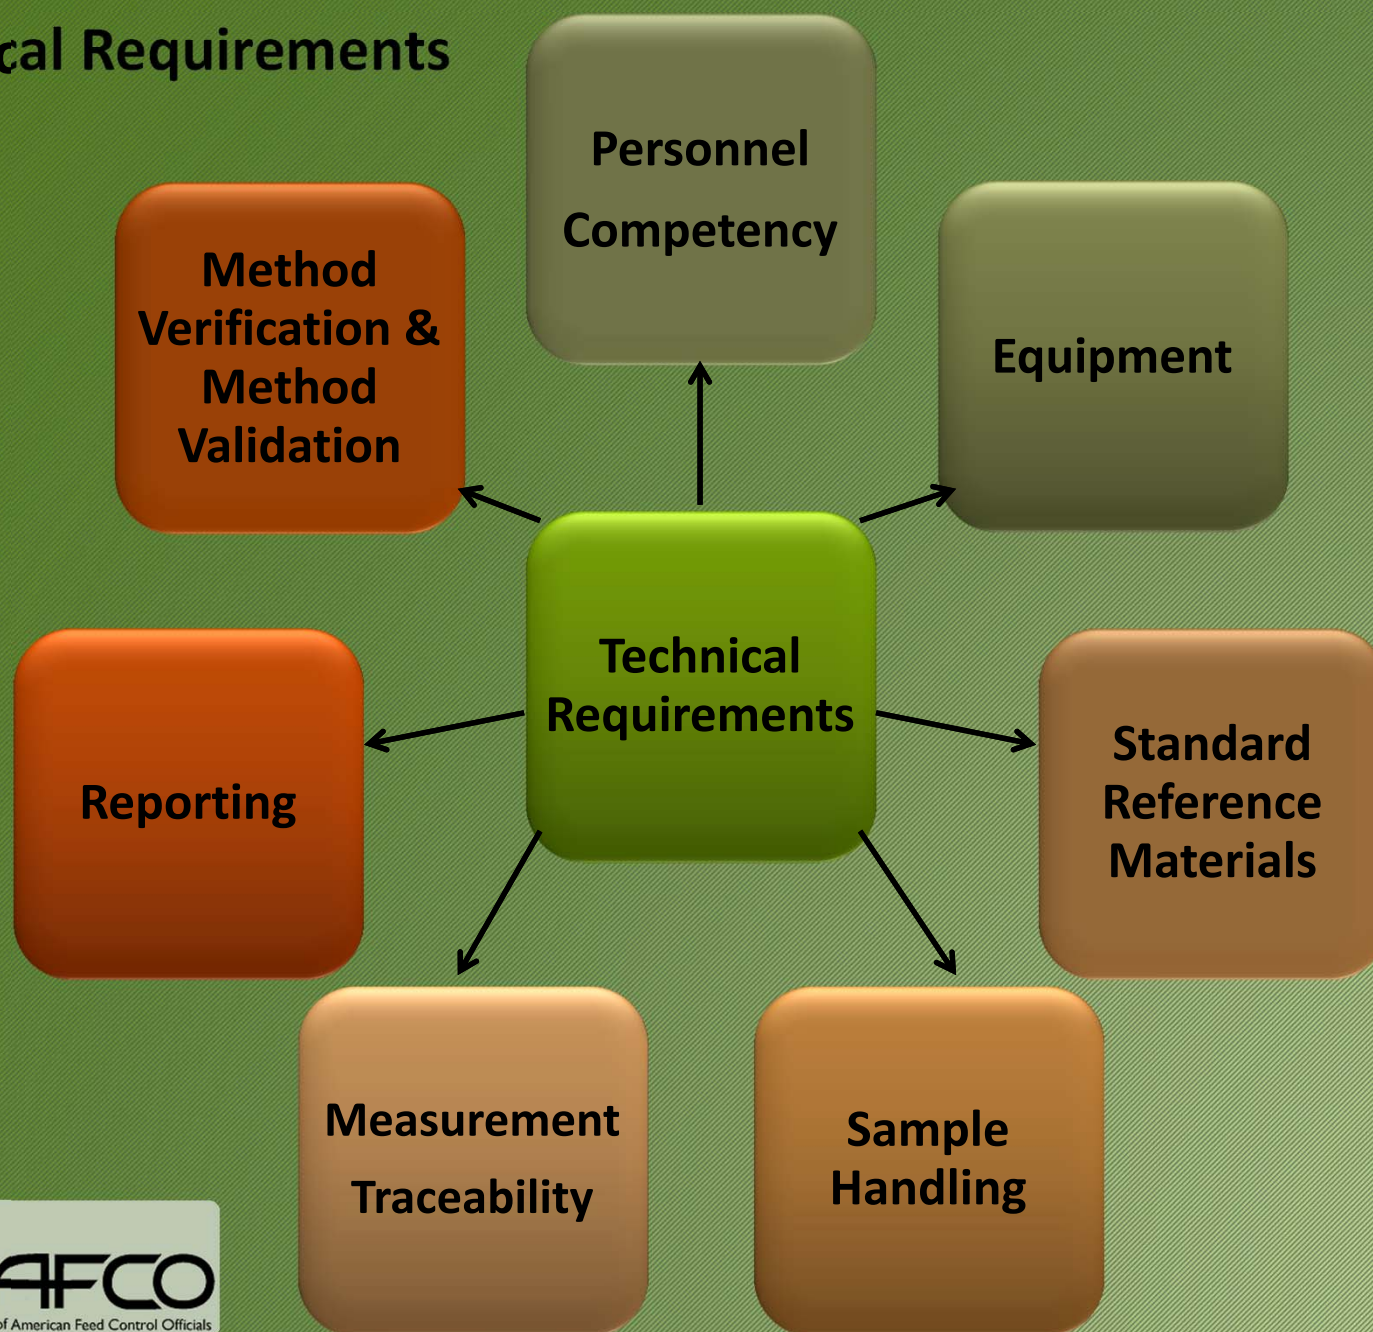 cal Requirements
Personnel
Competency
Method
Verification &
Method
Validation
Equipment
Technical
Requirements
Standard
Reference
Materials
Reporting
Measurement
Traceability
Sample
Handling
AFCO
of American Feed Control Officials